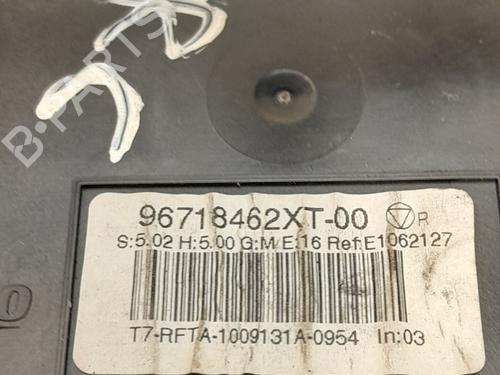 B-PARTS
96718462XT-00 R
S:5.02 H:5.00 G:M E:16 Ref:E1062127
T7-RFTA-1009131A-0954 In:03